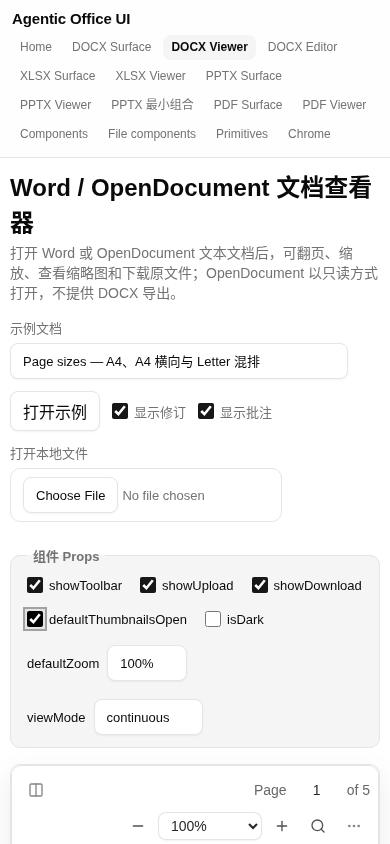 Agentic Office UI
Home DOCX Surface DOCX Viewer DOCX Editor
XLSX Surface XLSX Viewer PPTX Surface
PPTX Viewer PPTX 最小组合 PDF Surface PDF Viewer
Components File components Primitives Chrome
Word / OpenDocument 文档查看
器
打开 Word 或 OpenDocument 文本文档后，可翻页、缩
放、查看缩略图和下载原文件；OpenDocument 以只读方式
打开，不提供 DOCX 导出。
示例文档
Page sizes — A4、A4 横向与 Letter 混排
打开示例 显示修订 显示批注
打开本地文件
Choose File No file chosen
组件 Props
showToolbar showUpload showDownload
defaultThumbnailsOpen isDark
defaultZoom 100%
viewMode continuous
Page 1 of 5
100%